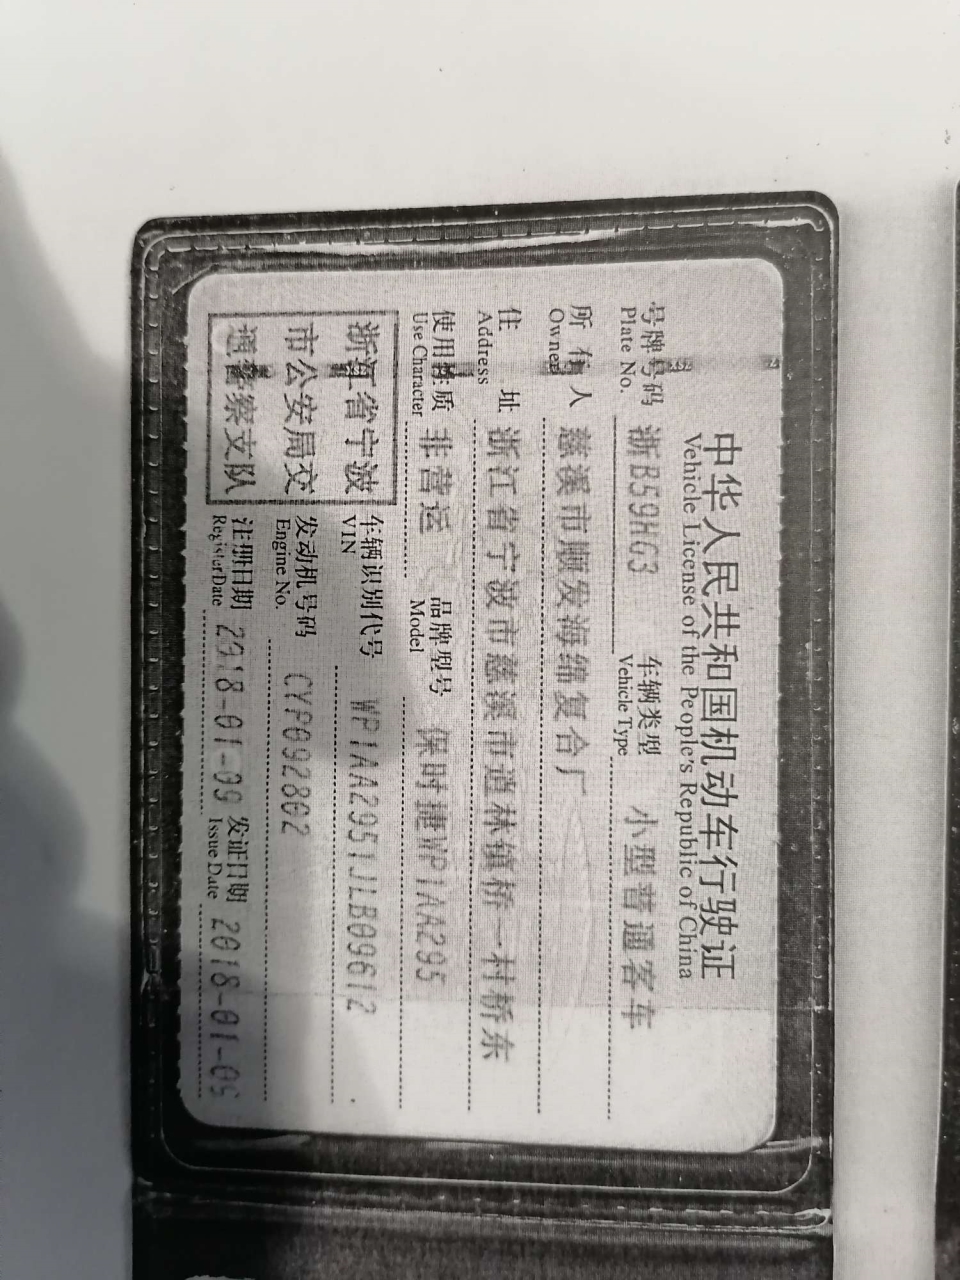 中华人民共和国机动车行驶证
Vehicle License of the People's Republic of China
号牌号码 浙B59HG3 车辆类型 小型普通客车
Plate No. Vehicle Type
所有人 慈溪市顺发海绵复合厂
Owner
住址 浙江省宁波市慈溪市逍林镇桥一村桥东
Address
使用性质 非营运 品牌型号 保时捷WP1AA295
Use Character Model
浙江省宁波
市公安局交
通警察支队
车辆识别代号 WP1AA2951JLB09612
VIN
发动机号码 CYP092802
Engine No.
注册日期 2018-01-09 发证日期 2018-01-09
Register Date Issue Date